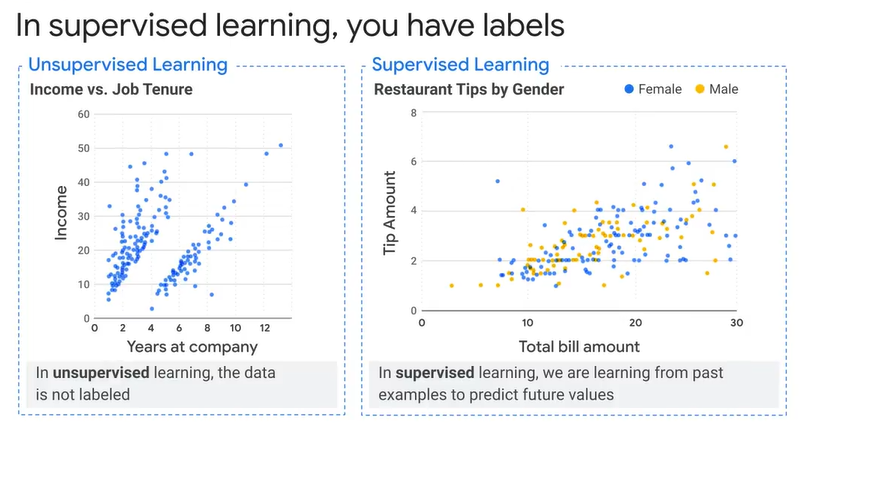 In supervised learning, you have labels
Unsupervised Learning
Income vs. Job Tenure
60
50
40
30
20
10
0
Income
0 2 4 6 8 10 12
Years at company
In unsupervised learning, the data
is not labeled
Supervised Learning
Restaurant Tips by Gender
Female Male
8
6
4
2
0
Tip Amount
0 10 20 30
Total bill amount
In supervised learning, we are learning from past
examples to predict future values